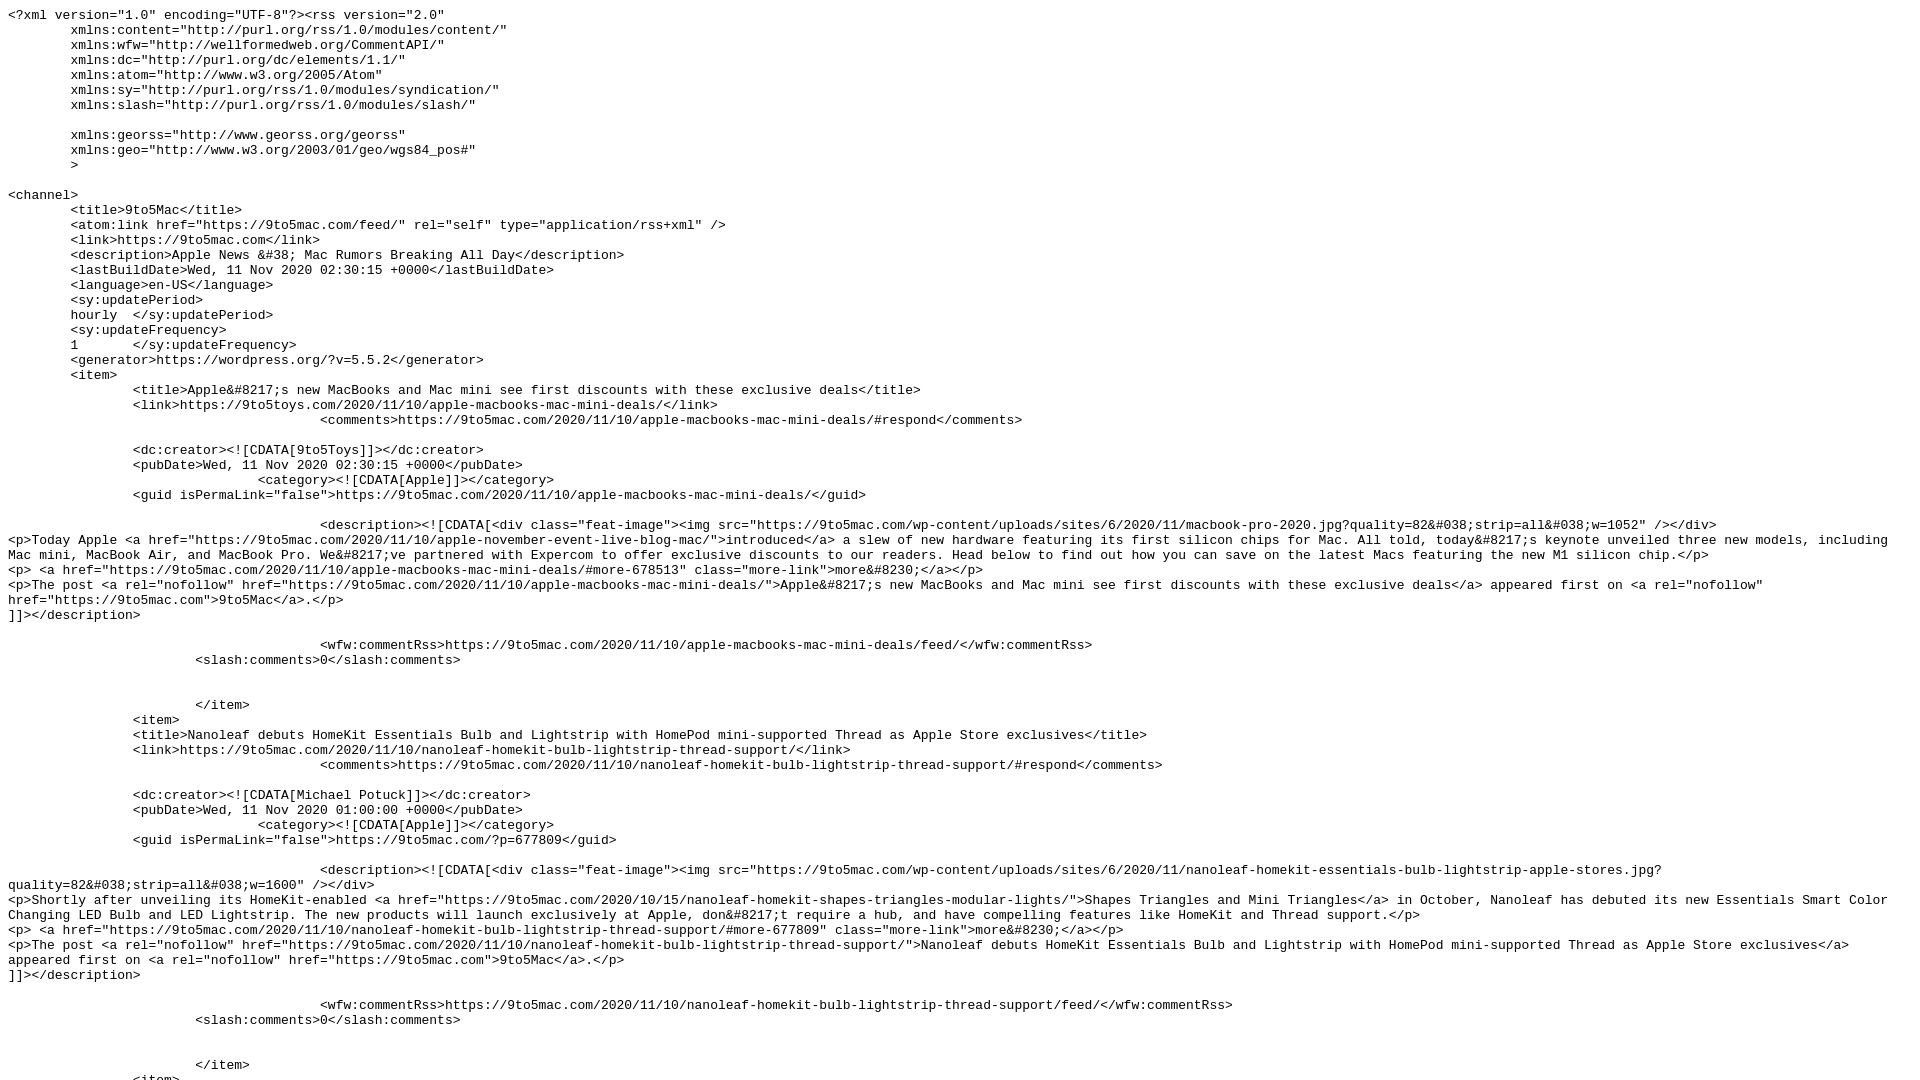 <?xml version="1.0" encoding="UTF-8"?><rss version="2.0"
xmlns:content="http://purl.org/rss/1.0/modules/content/"
xmlns:wfw="http://wellformedweb.org/CommentAPI/"
xmlns:dc="http://purl.org/dc/elements/1.1/"
xmlns:atom="http://www.w3.org/2005/Atom"
xmlns:sy="http://purl.org/rss/1.0/modules/syndication/"
xmlns:slash="http://purl.org/rss/1.0/modules/slash/"
xmlns:georss="http://www.georss.org/georss"
xmlns:geo="http://www.w3.org/2003/01/geo/wgs84_pos#"
>
<channel>
<title>9to5Mac</title>
<atom:link href="https://9to5mac.com/feed/" rel="self" type="application/rss+xml" />
<link>https://9to5mac.com</link>
<description>Apple News &#38; Mac Rumors Breaking All Day</description>
<lastBuildDate>Wed, 11 Nov 2020 02:30:15 +0000</lastBuildDate>
<language>en-US</language>
<sy:updatePeriod>
hourly  </sy:updatePeriod>
<sy:updateFrequency>
1       </sy:updateFrequency>
<generator>https://wordpress.org/?v=5.5.2</generator>
<item>
<title>Apple&#8217;s new MacBooks and Mac mini see first discounts with these exclusive deals</title>
<link>https://9to5toys.com/2020/11/10/apple-macbooks-mac-mini-deals/</link>
<comments>https://9to5mac.com/2020/11/10/apple-macbooks-mac-mini-deals/#respond</comments>
<dc:creator><![CDATA[9to5Toys]]></dc:creator>
<pubDate>Wed, 11 Nov 2020 02:30:15 +0000</pubDate>
<category><![CDATA[Apple]]></category>
<guid isPermaLink="false">https://9to5mac.com/2020/11/10/apple-macbooks-mac-mini-deals/</guid>
<description><![CDATA[<div class="feat-image"><img src="https://9to5mac.com/wp-content/uploads/sites/6/2020/11/macbook-pro-2020.jpg?quality=82&#038;strip=all&#038;w=1052" /></div>
<p>Today Apple <a href="https://9to5mac.com/2020/11/10/apple-november-event-live-blog-mac/">introduced</a> a slew of new hardware featuring its first silicon chips for Mac. All told, today&#8217;s keynote unveiled three new models, including
Mac mini, MacBook Air, and MacBook Pro. We&#8217;ve partnered with Expercom to offer exclusive discounts to our readers. Head below to find out how you can save on the latest Macs featuring the new M1 silicon chip.</p>
<p> <a href="https://9to5mac.com/2020/11/10/apple-macbooks-mac-mini-deals/#more-678513" class="more-link">more&#8230;</a></p>
<p>The post <a rel="nofollow" href="https://9to5mac.com/2020/11/10/apple-macbooks-mac-mini-deals/">Apple&#8217;s new MacBooks and Mac mini see first discounts with these exclusive deals</a> appeared first on <a rel="nofollow"
href="https://9to5mac.com">9to5Mac</a>.</p>
]]></description>
<wfw:commentRss>https://9to5mac.com/2020/11/10/apple-macbooks-mac-mini-deals/feed/</wfw:commentRss>
<slash:comments>0</slash:comments>
</item>
<item>
<title>Nanoleaf debuts HomeKit Essentials Bulb and Lightstrip with HomePod mini-supported Thread as Apple Store exclusives</title>
<link>https://9to5mac.com/2020/11/10/nanoleaf-homekit-bulb-lightstrip-thread-support/</link>
<comments>https://9to5mac.com/2020/11/10/nanoleaf-homekit-bulb-lightstrip-thread-support/#respond</comments>
<dc:creator><![CDATA[Michael Potuck]]></dc:creator>
<pubDate>Wed, 11 Nov 2020 01:00:00 +0000</pubDate>
<category><![CDATA[Apple]]></category>
<guid isPermaLink="false">https://9to5mac.com/?p=677809</guid>
<description><![CDATA[<div class="feat-image"><img src="https://9to5mac.com/wp-content/uploads/sites/6/2020/11/nanoleaf-homekit-essentials-bulb-lightstrip-apple-stores.jpg?
quality=82&#038;strip=all&#038;w=1600" /></div>
<p>Shortly after unveiling its HomeKit-enabled <a href="https://9to5mac.com/2020/10/15/nanoleaf-homekit-shapes-triangles-modular-lights/">Shapes Triangles and Mini Triangles</a> in October, Nanoleaf has debuted its new Essentials Smart Color
Changing LED Bulb and LED Lightstrip. The new products will launch exclusively at Apple, don&#8217;t require a hub, and have compelling features like HomeKit and Thread support.</p>
<p> <a href="https://9to5mac.com/2020/11/10/nanoleaf-homekit-bulb-lightstrip-thread-support/#more-677809" class="more-link">more&#8230;</a></p>
<p>The post <a rel="nofollow" href="https://9to5mac.com/2020/11/10/nanoleaf-homekit-bulb-lightstrip-thread-support/">Nanoleaf debuts HomeKit Essentials Bulb and Lightstrip with HomePod mini-supported Thread as Apple Store exclusives</a>
appeared first on <a rel="nofollow" href="https://9to5mac.com">9to5Mac</a>.</p>
]]></description>
<wfw:commentRss>https://9to5mac.com/2020/11/10/nanoleaf-homekit-bulb-lightstrip-thread-support/feed/</wfw:commentRss>
<slash:comments>0</slash:comments>
</item>
<item>